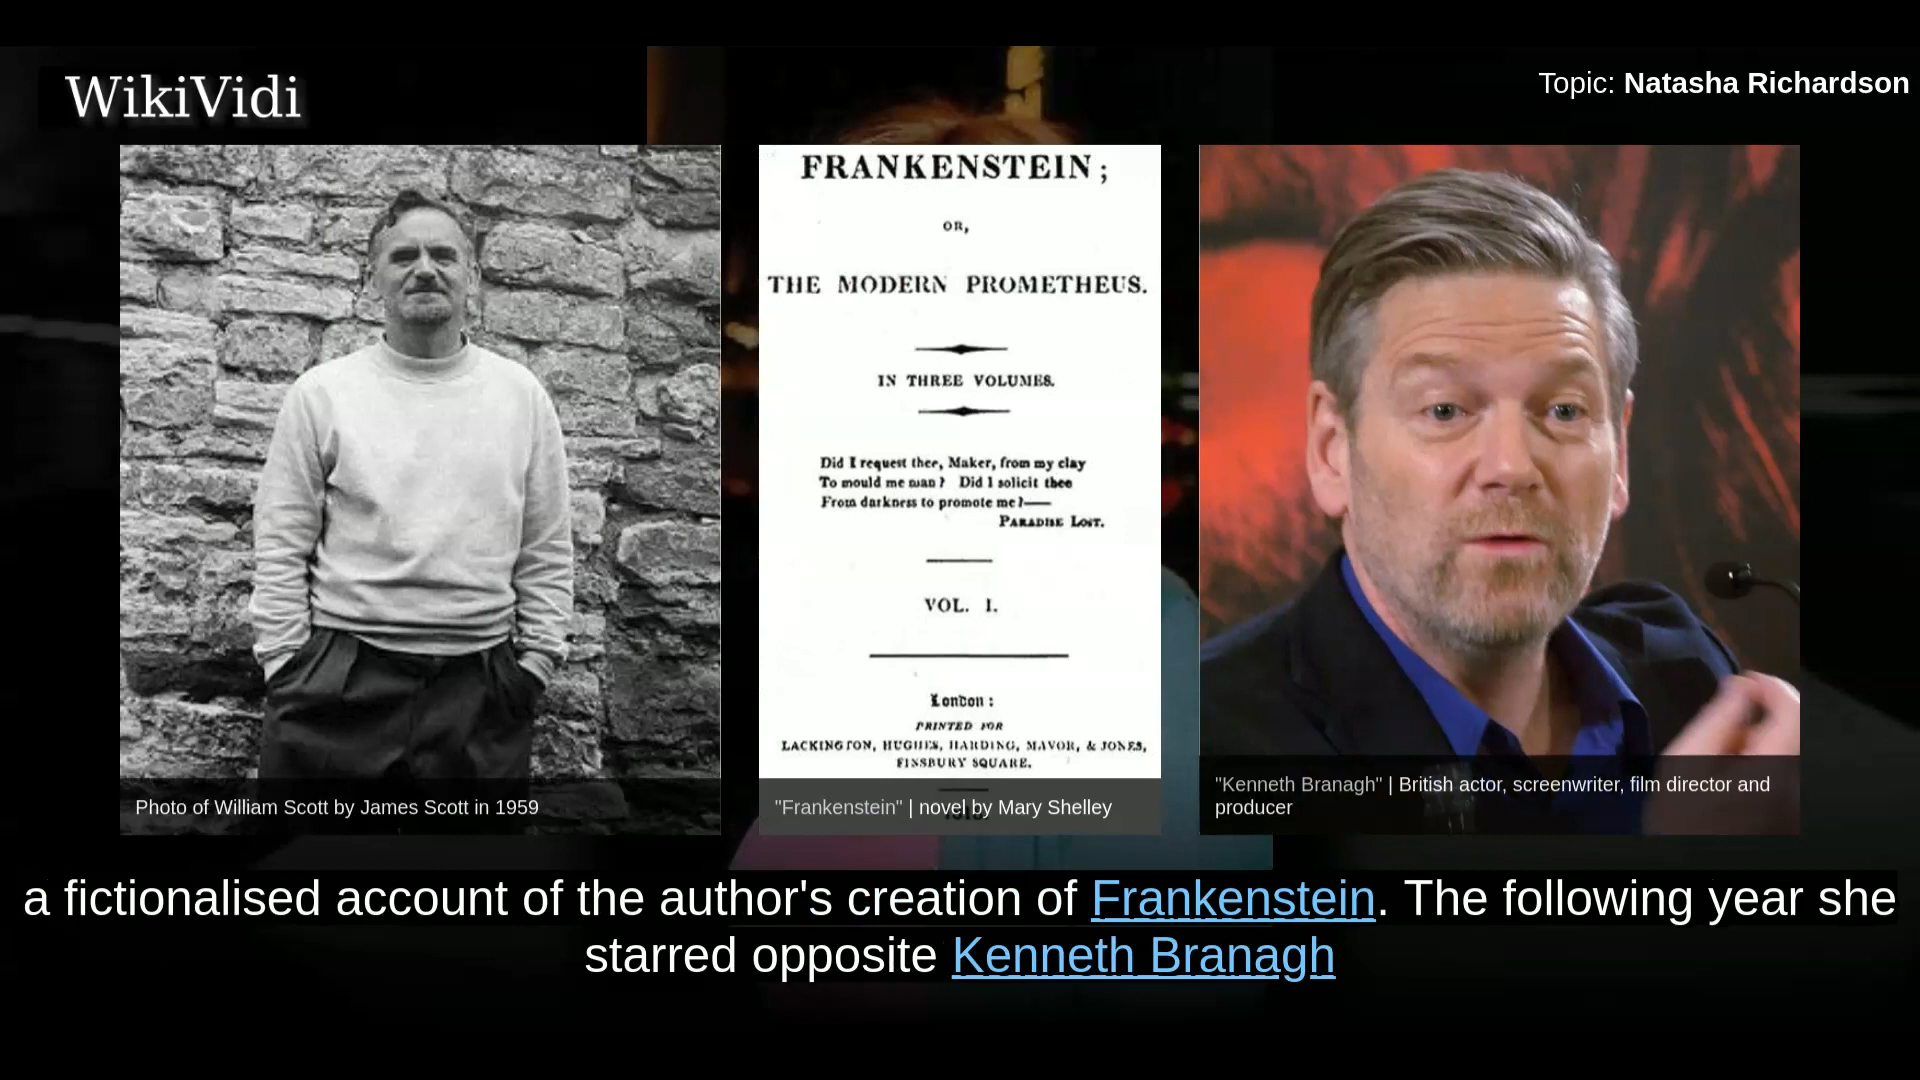 WikiVidi
Topic: Natasha Richardson
FRANKENSTEIN;
OR,
THE MODERN PROMETHEUS.
IN THREE VOLUMES.
Did I request thee, Maker, from my clay
To mould me man? Did I solicit thee
From darkness to promote me?—
PARADISE LOST.
VOL. I.
London:
PRINTED FOR
LACKINGTON, HUGHES, HARDING, MAVOR, & JONES,
FINSBURY SQUARE.
Photo of William Scott by James Scott in 1959
"Frankenstein" | novel by Mary Shelley
"Kenneth Branagh" | British actor, screenwriter, film director and
producer
a fictionalised account of the author's creation of Frankenstein. The following year she
starred opposite Kenneth Branagh